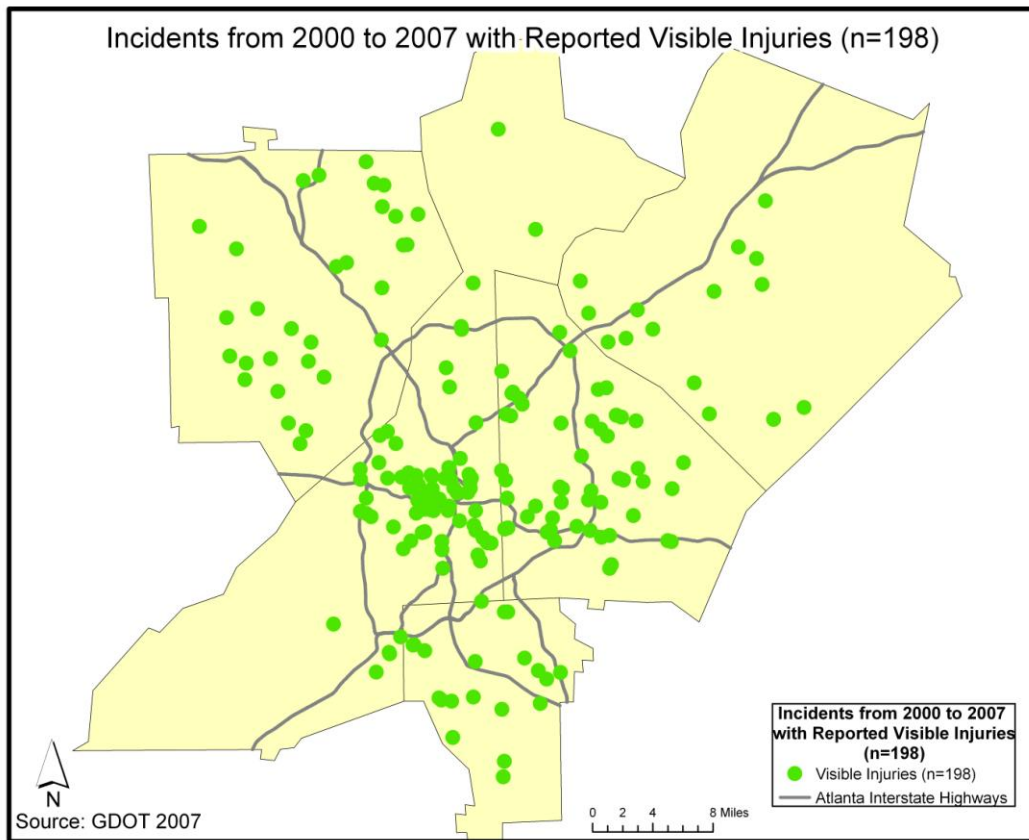 Incidents from 2000 to 2007 with Reported Visible Injuries (n=198)
Incidents from 2000 to 2007
with Reported Visible Injuries
(n=198)
Visible Injuries (n=198)
Atlanta Interstate Highways
N
Source: GDOT 2007
0 2 4 8 Miles